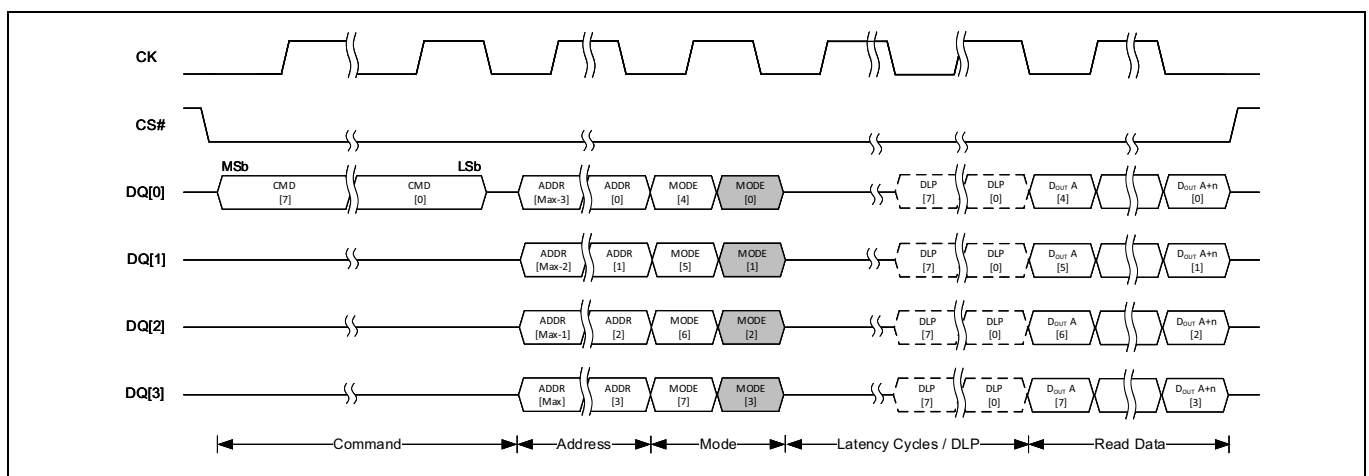 CK
CS#
MSb LSb
DQ[0] CMD [7] CMD [0] ADDR [Max-3] ADDR [0] MODE [4] MODE [0] DLP [7] DLP [0] DOUT A [4] DOUT A+n [0]
DQ[1] ADDR [Max-2] ADDR [1] MODE [5] MODE [1] DLP [7] DLP [0] DOUT A [5] DOUT A+n [1]
DQ[2] ADDR [Max-1] ADDR [2] MODE [6] MODE [2] DLP [7] DLP [0] DOUT A [6] DOUT A+n [2]
DQ[3] ADDR [Max] ADDR [3] MODE [7] MODE [3] DLP [7] DLP [0] DOUT A [7] DOUT A+n [3]
Command Address Mode Latency Cycles / DLP Read Data